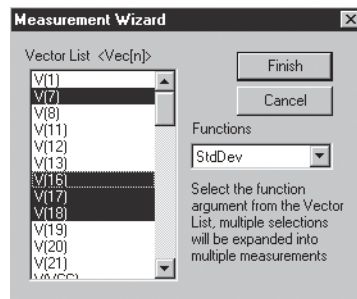 Measurement Wizard
Vector List <Vec[n]>
V(1)
V(7)
V(8)
V(11)
V(12)
V(13)
V(16)
V(17)
V(18)
V(19)
V(20)
V(21)
V(VCC)
Finish
Cancel
Functions
StdDev
Select the function
argument from the Vector
List, multiple selections
will be expanded into
multiple measurements